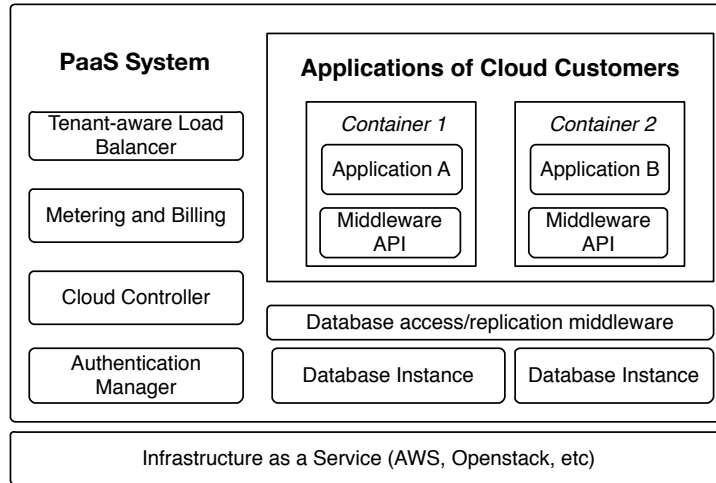 PaaS System
Tenant-aware Load
Balancer
Metering and Billing
Cloud Controller
Authentication
Manager
Applications of Cloud Customers
Container 1
Application A
Middleware
API
Container 2
Application B
Middleware
API
Database access/replication middleware
Database Instance
Database Instance
Infrastructure as a Service (AWS, Openstack, etc)